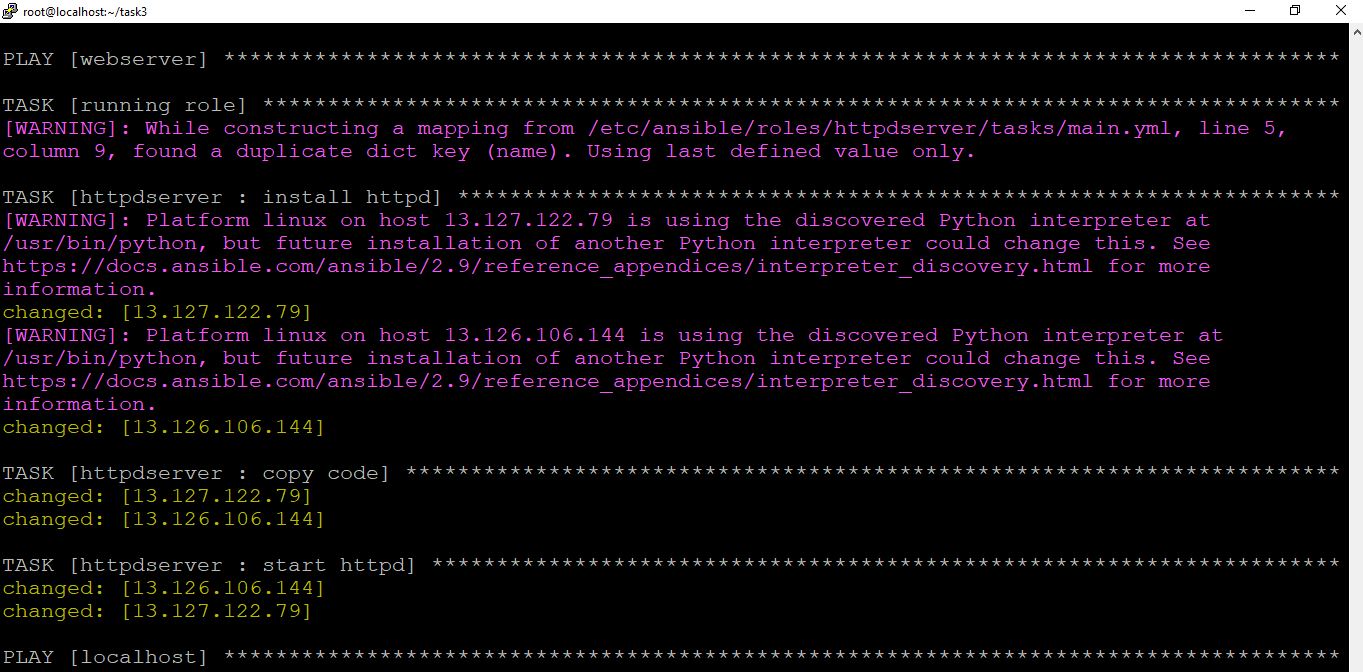 root@localhost:~/task3
PLAY [webserver] **************************************************************************************
TASK [running role] ***********************************************************************************
[WARNING]: While constructing a mapping from /etc/ansible/roles/httpdserver/tasks/main.yml, line 5,
column 9, found a duplicate dict key (name). Using last defined value only.
TASK [httpdserver : install httpd] ********************************************************************
[WARNING]: Platform linux on host 13.127.122.79 is using the discovered Python interpreter at
/usr/bin/python, but future installation of another Python interpreter could change this. See
https://docs.ansible.com/ansible/2.9/reference_appendices/interpreter_discovery.html for more
information.
changed: [13.127.122.79]
[WARNING]: Platform linux on host 13.126.106.144 is using the discovered Python interpreter at
/usr/bin/python, but future installation of another Python interpreter could change this. See
https://docs.ansible.com/ansible/2.9/reference_appendices/interpreter_discovery.html for more
information.
changed: [13.126.106.144]
TASK [httpdserver : copy code] ************************************************************************
changed: [13.127.122.79]
changed: [13.126.106.144]
TASK [httpdserver : start httpd] **********************************************************************
changed: [13.126.106.144]
changed: [13.127.122.79]
PLAY [localhost] **************************************************************************************